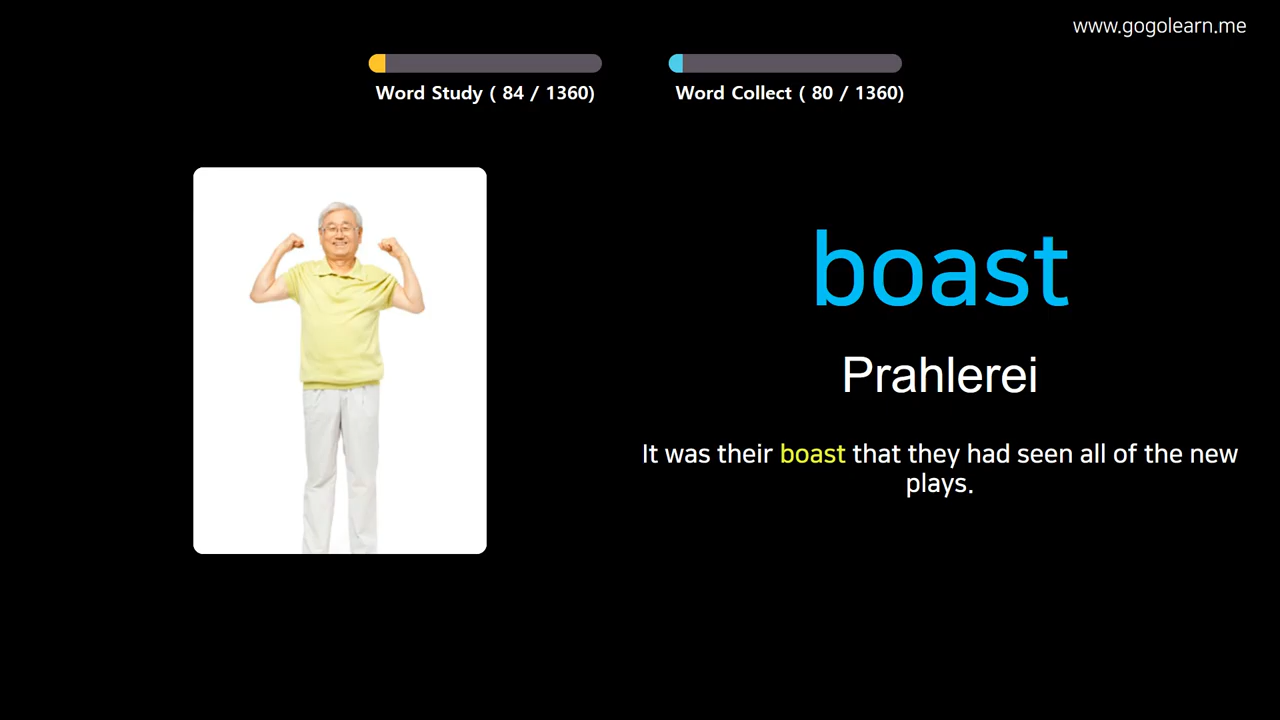 www.gogolearn.me
Word Study ( 84 / 1360)
Word Collect ( 80 / 1360)
boast
Prahlerei
It was their boast that they had seen all of the new
plays.